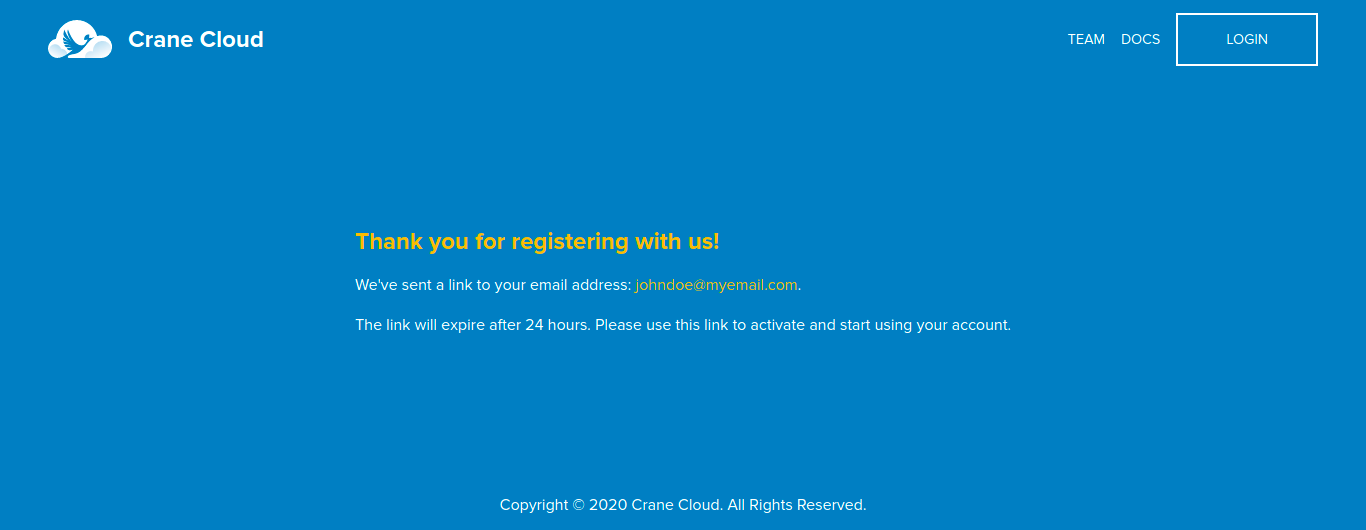 Crane Cloud
TEAM DOCS LOGIN
Thank you for registering with us!
We've sent a link to your email address: johndoe@myemail.com.
The link will expire after 24 hours. Please use this link to activate and start using your account.
Copyright © 2020 Crane Cloud. All Rights Reserved.